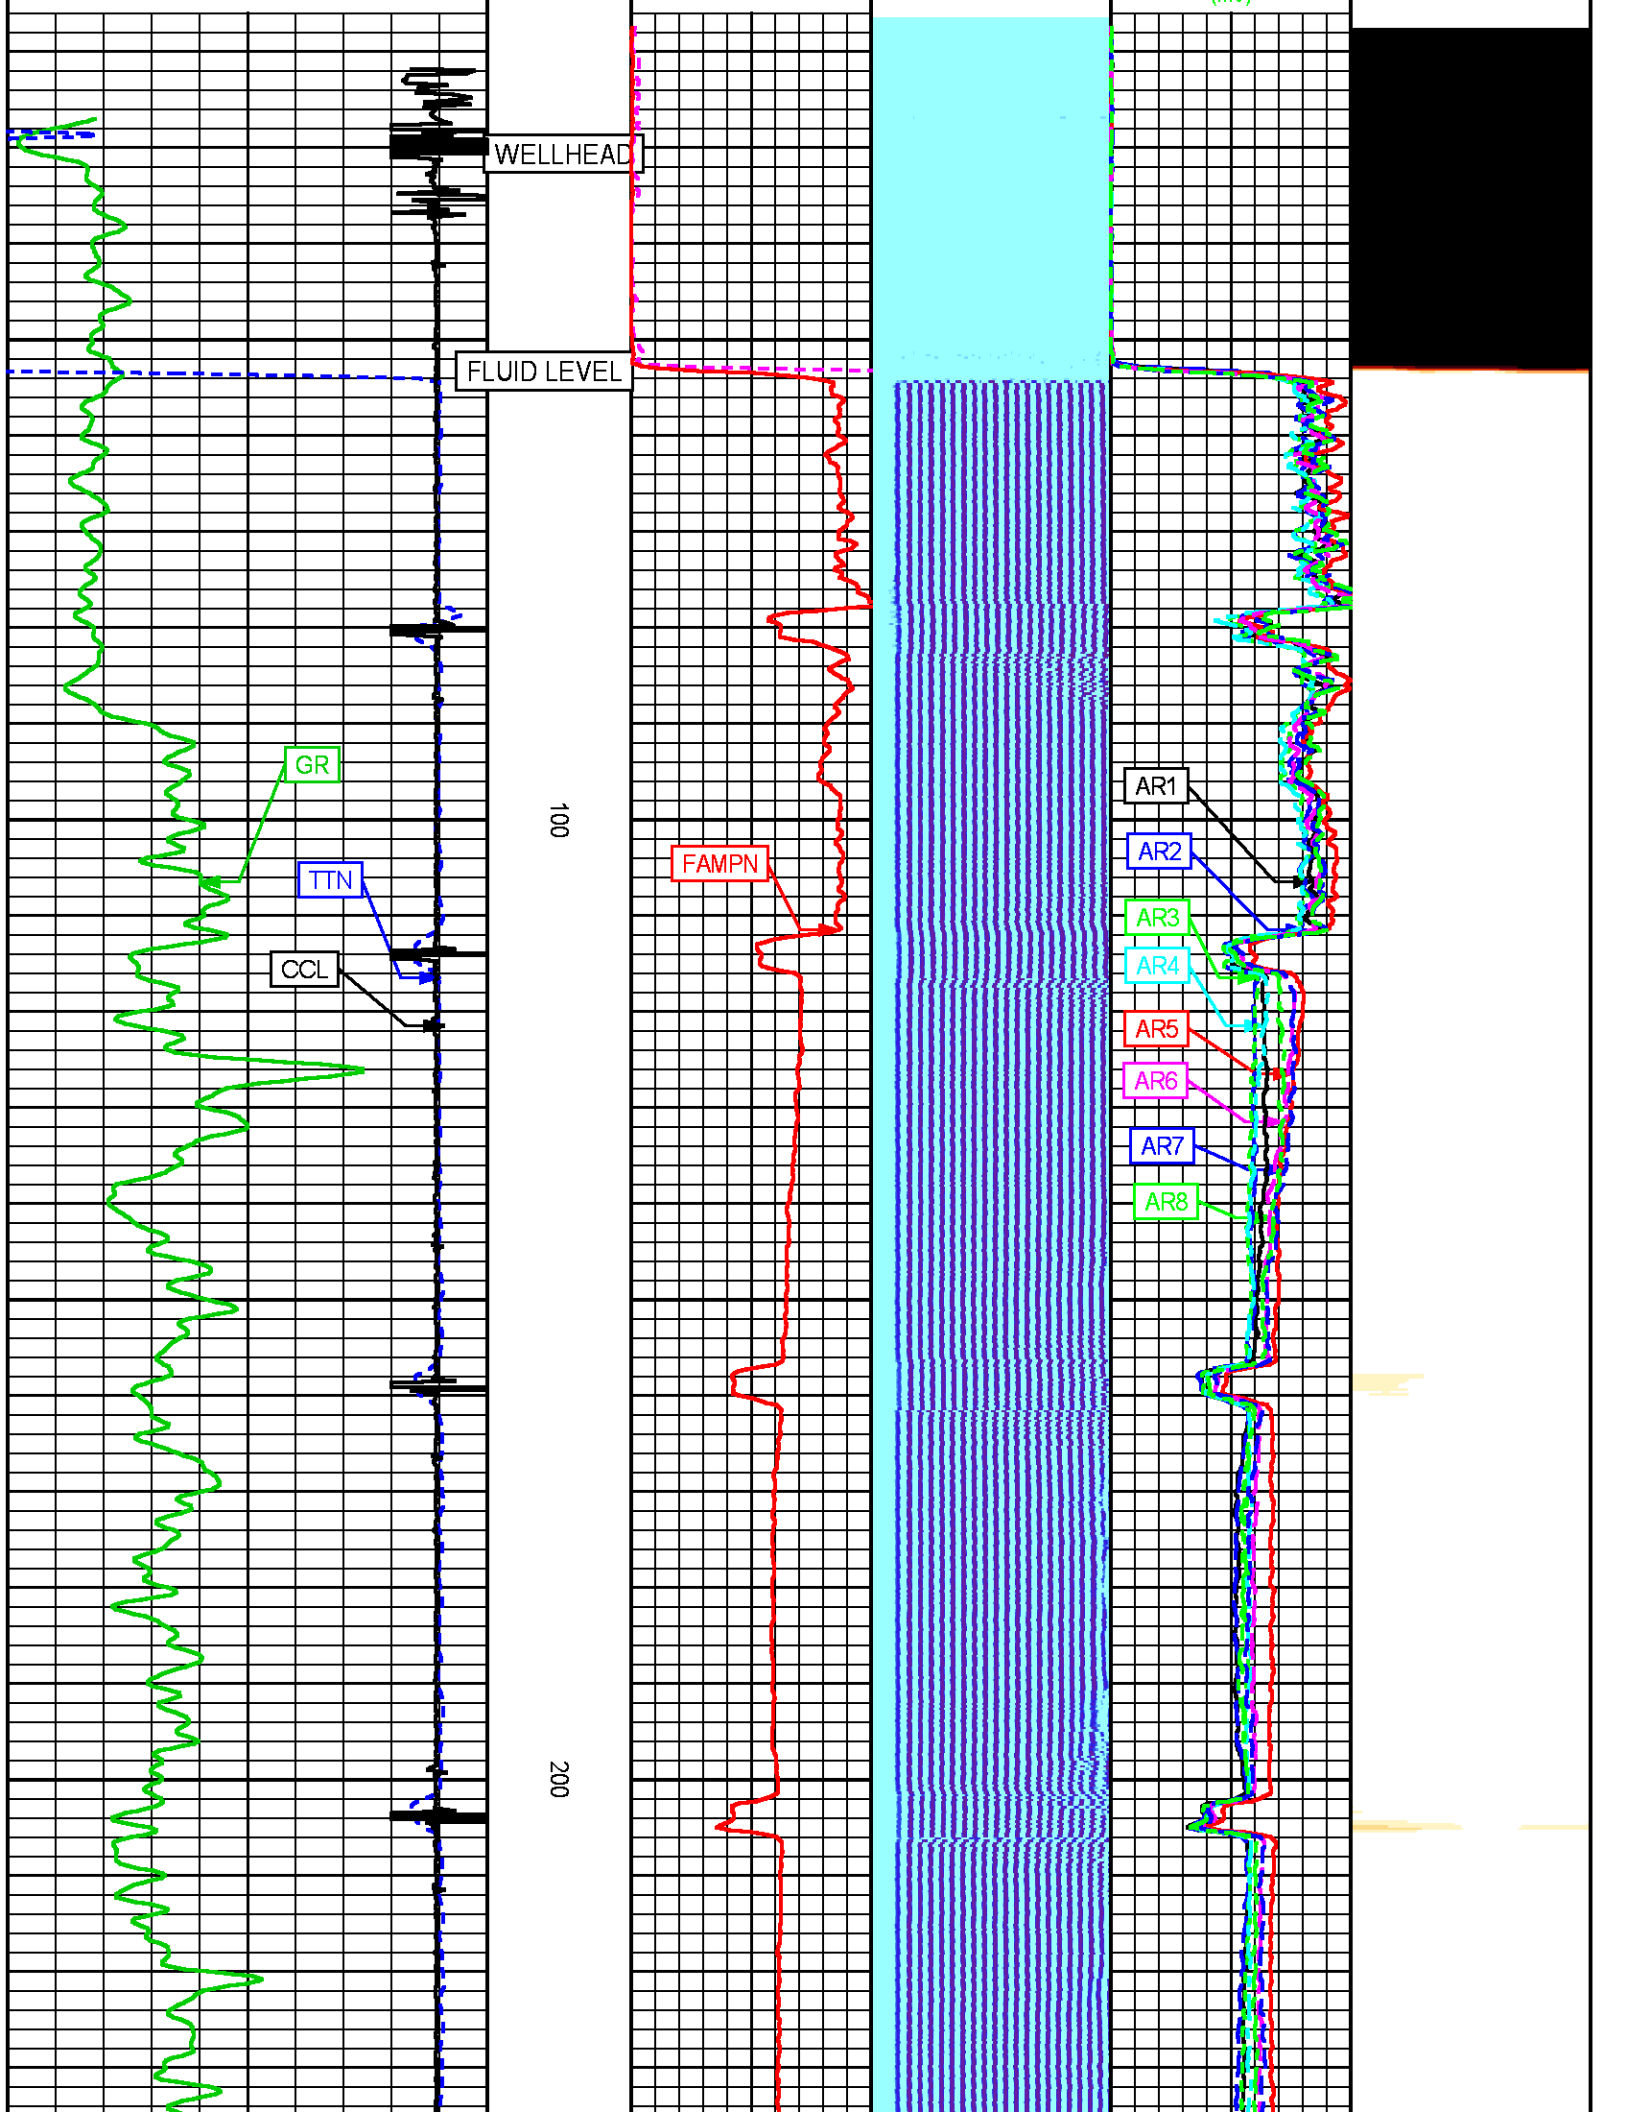 WELLHEAD
FLUID LEVEL
GR
AR1
100
AR2
FAMPN
TTN
AR3
CCL
AR4
AR5
AR6
AR7
AR8
200